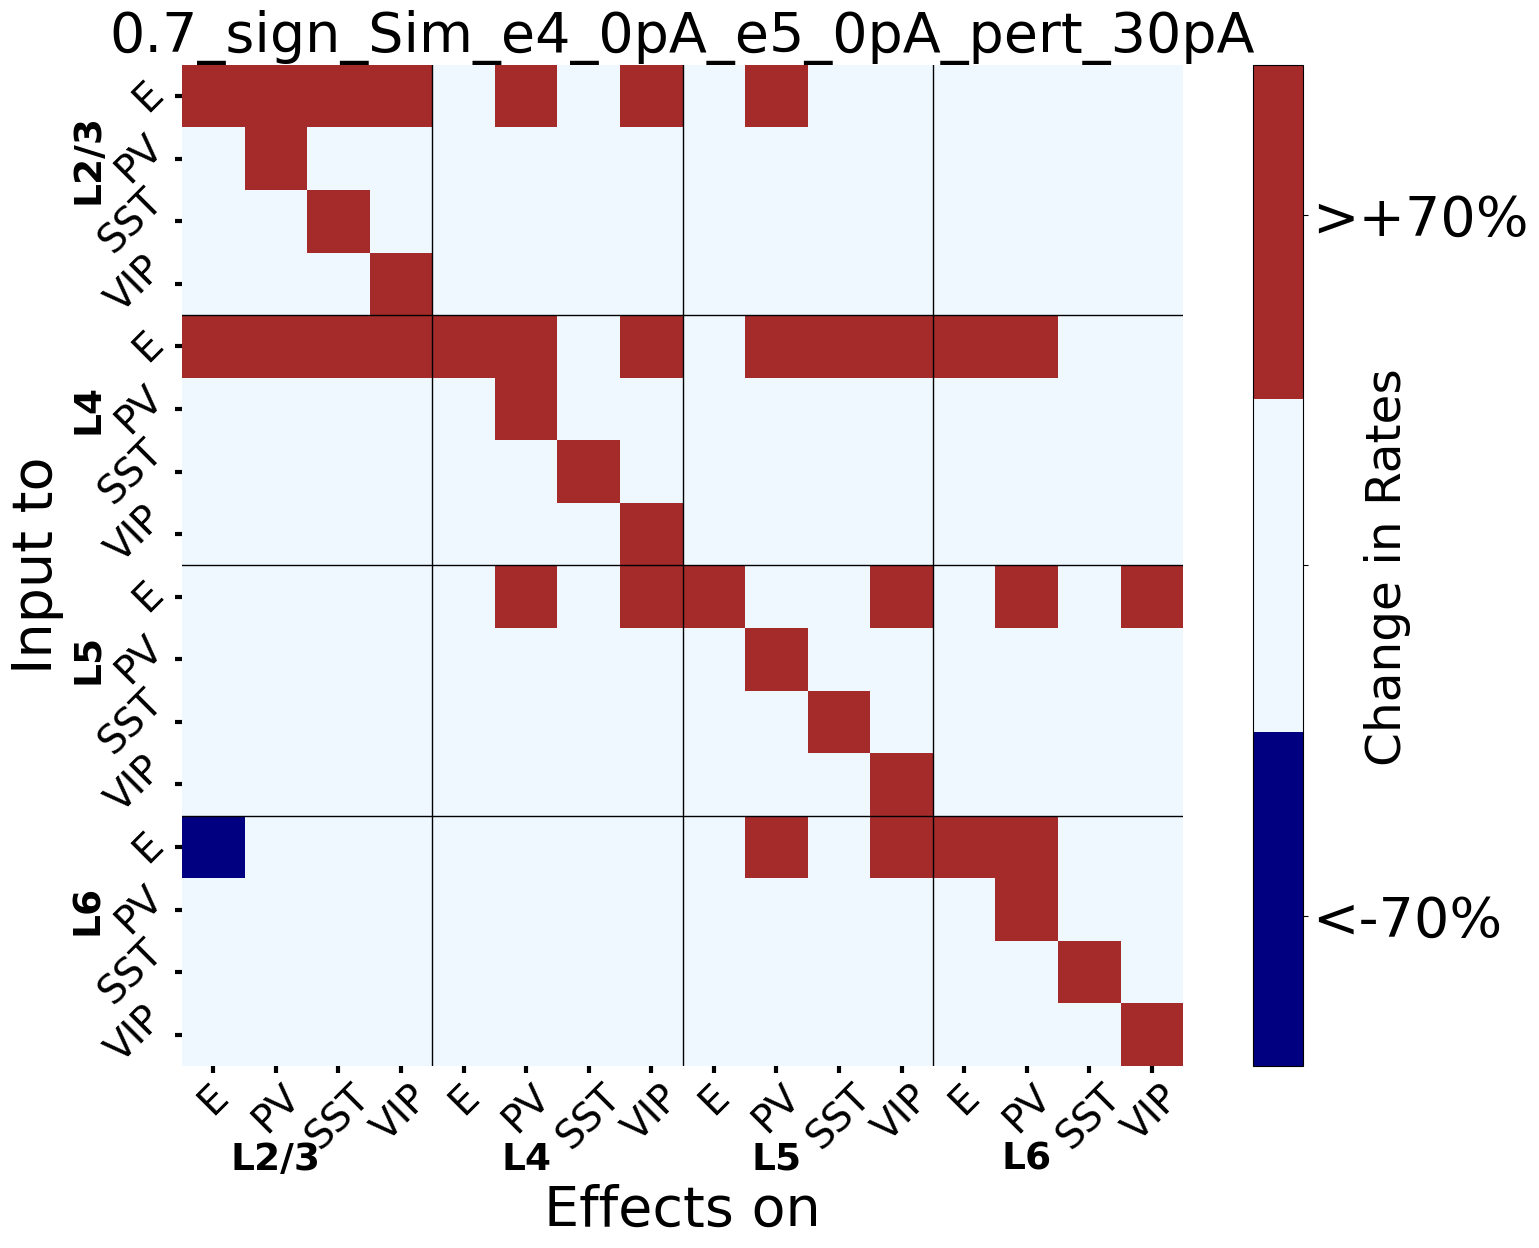 0.7_sign_Sim_e4_0pA_e5_0pA_pert_30pA
Input to
L2/3
E
PV
SST
VIP
L4
E
PV
SST
VIP
L5
E
PV
SST
VIP
L6
E
PV
SST
VIP
E PV SST VIP E PV SST VIP E PV SST VIP E PV SST VIP
L2/3 L4 L5 L6
Effects on
>+70%
<-70%
Change in Rates